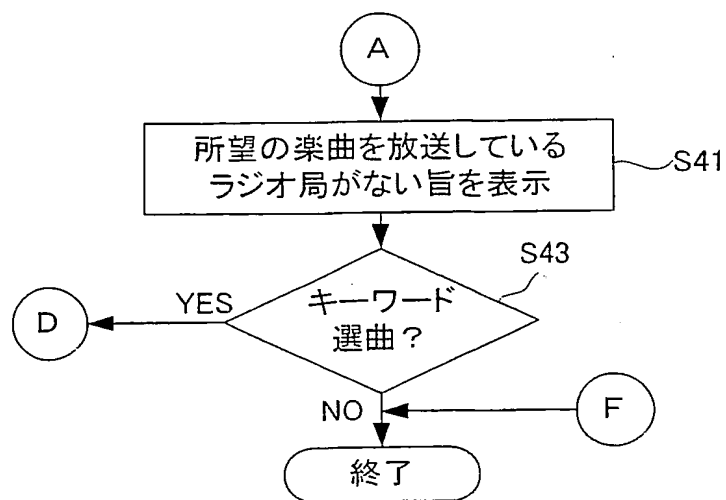 A
所望の楽曲を放送している
ラジオ局がない旨を表示
S41
S43
YES
キーワード
選曲？
D
NO
F
終了